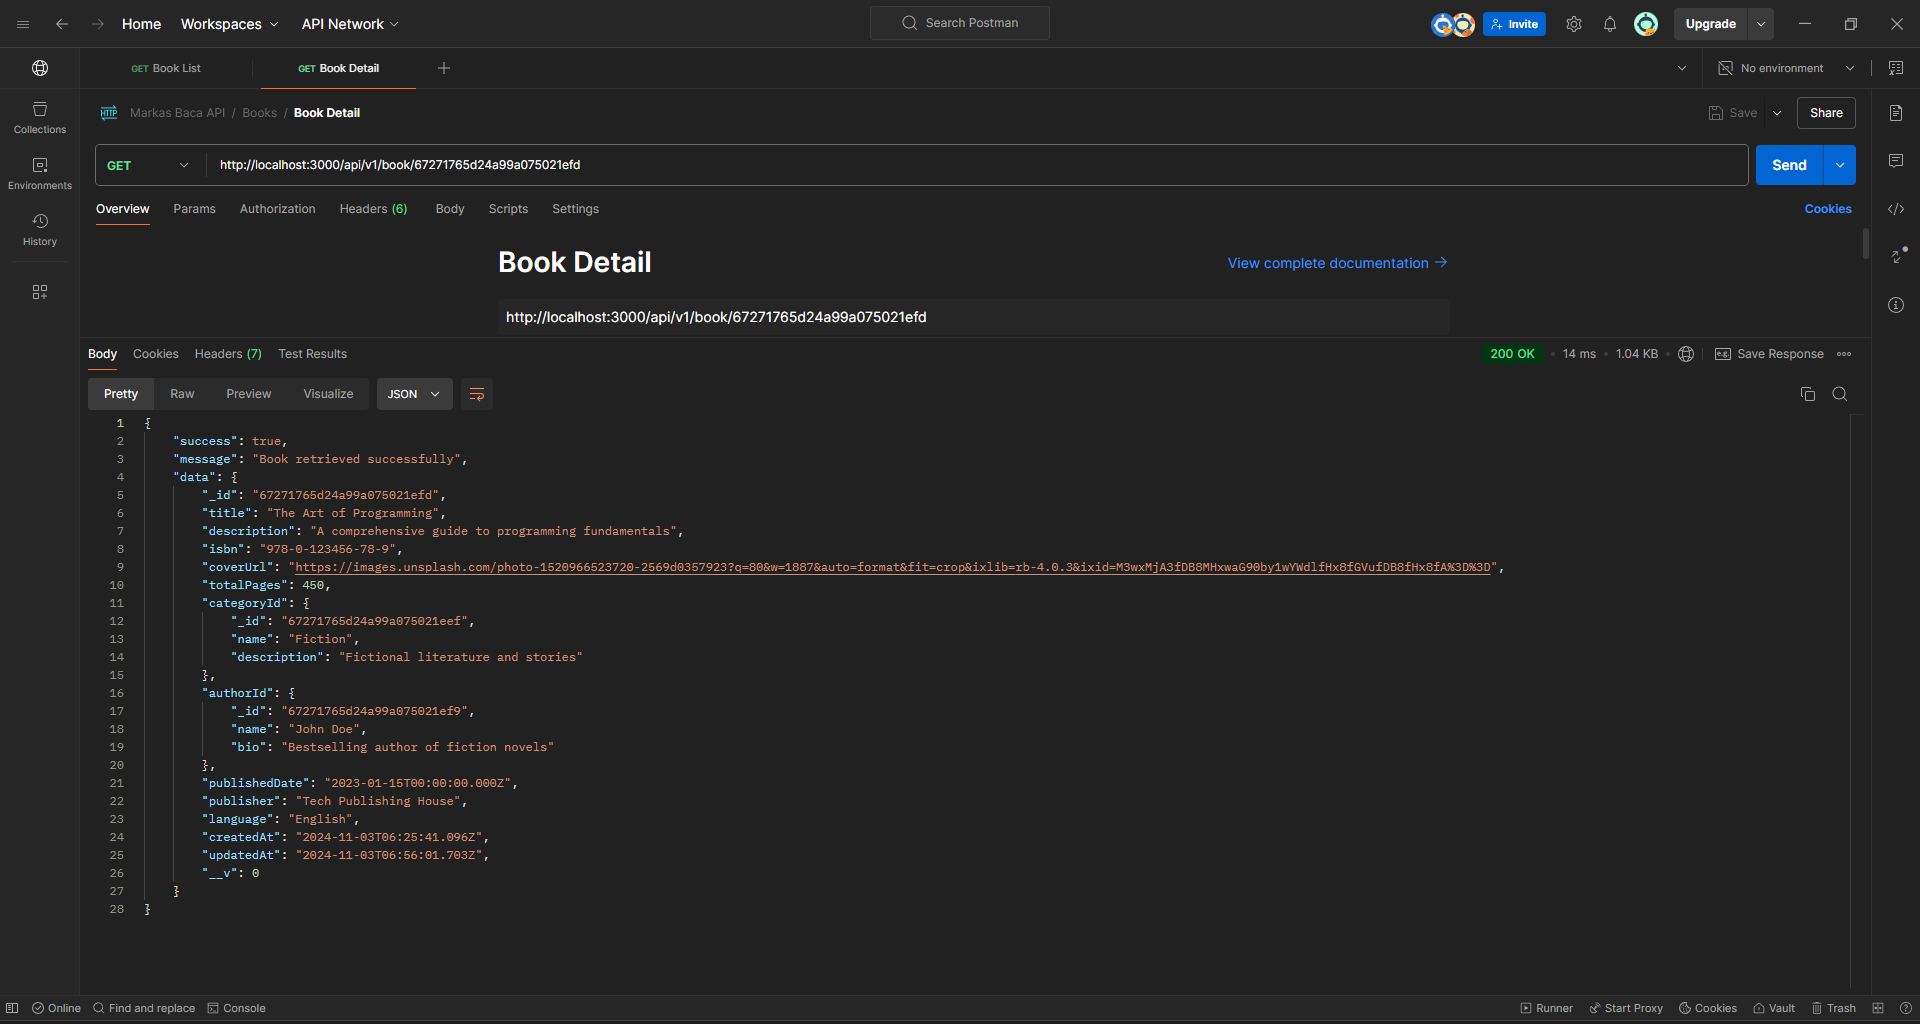 Home Workspaces API Network Search Postman Invite Upgrade
GET Book List GET Book Detail No environment
Markas Baca API / Books / Book Detail Save Share
GET http://localhost:3000/api/v1/book/67271765d24a99a075021efd Send
Overview Params Authorization Headers (6) Body Scripts Settings Cookies
Collections
Environments
History
Book Detail View complete documentation →
http://localhost:3000/api/v1/book/67271765d24a99a075021efd
Body Cookies Headers (7) Test Results 200 OK • 14 ms • 1.04 KB • Save Response
Pretty Raw Preview Visualize JSON
1 {
2 "success": true,
3 "message": "Book retrieved successfully",
4 "data": {
5 "_id": "67271765d24a99a075021efd",
6 "title": "The Art of Programming",
7 "description": "A comprehensive guide to programming fundamentals",
8 "isbn": "978-0-123456-78-9",
9 "coverUrl": "https://images.unsplash.com/photo-1520966523720-2569d0357923?q=80&w=1887&auto=format&fit=crop&ixlib=rb-4.0.3&ixid=M3wxMjA3fDB8MHxwaG90by1wYWdlfHx8fGVufDB8fHx8fA%3D%3D",
10 "totalPages": 450,
11 "categoryId": {
12 "_id": "67271765d24a99a075021eef",
13 "name": "Fiction",
14 "description": "Fictional literature and stories"
15 },
16 "authorId": {
17 "_id": "67271765d24a99a075021ef9",
18 "name": "John Doe",
19 "bio": "Bestselling author of fiction novels"
20 },
21 "publishedDate": "2023-01-15T00:00:00.000Z",
22 "publisher": "Tech Publishing House",
23 "language": "English",
24 "createdAt": "2024-11-03T06:25:41.096Z",
25 "updatedAt": "2024-11-03T06:56:01.703Z",
26 "__v": 0
27 }
28 }
Online Find and replace Console Runner Start Proxy Cookies Vault Trash